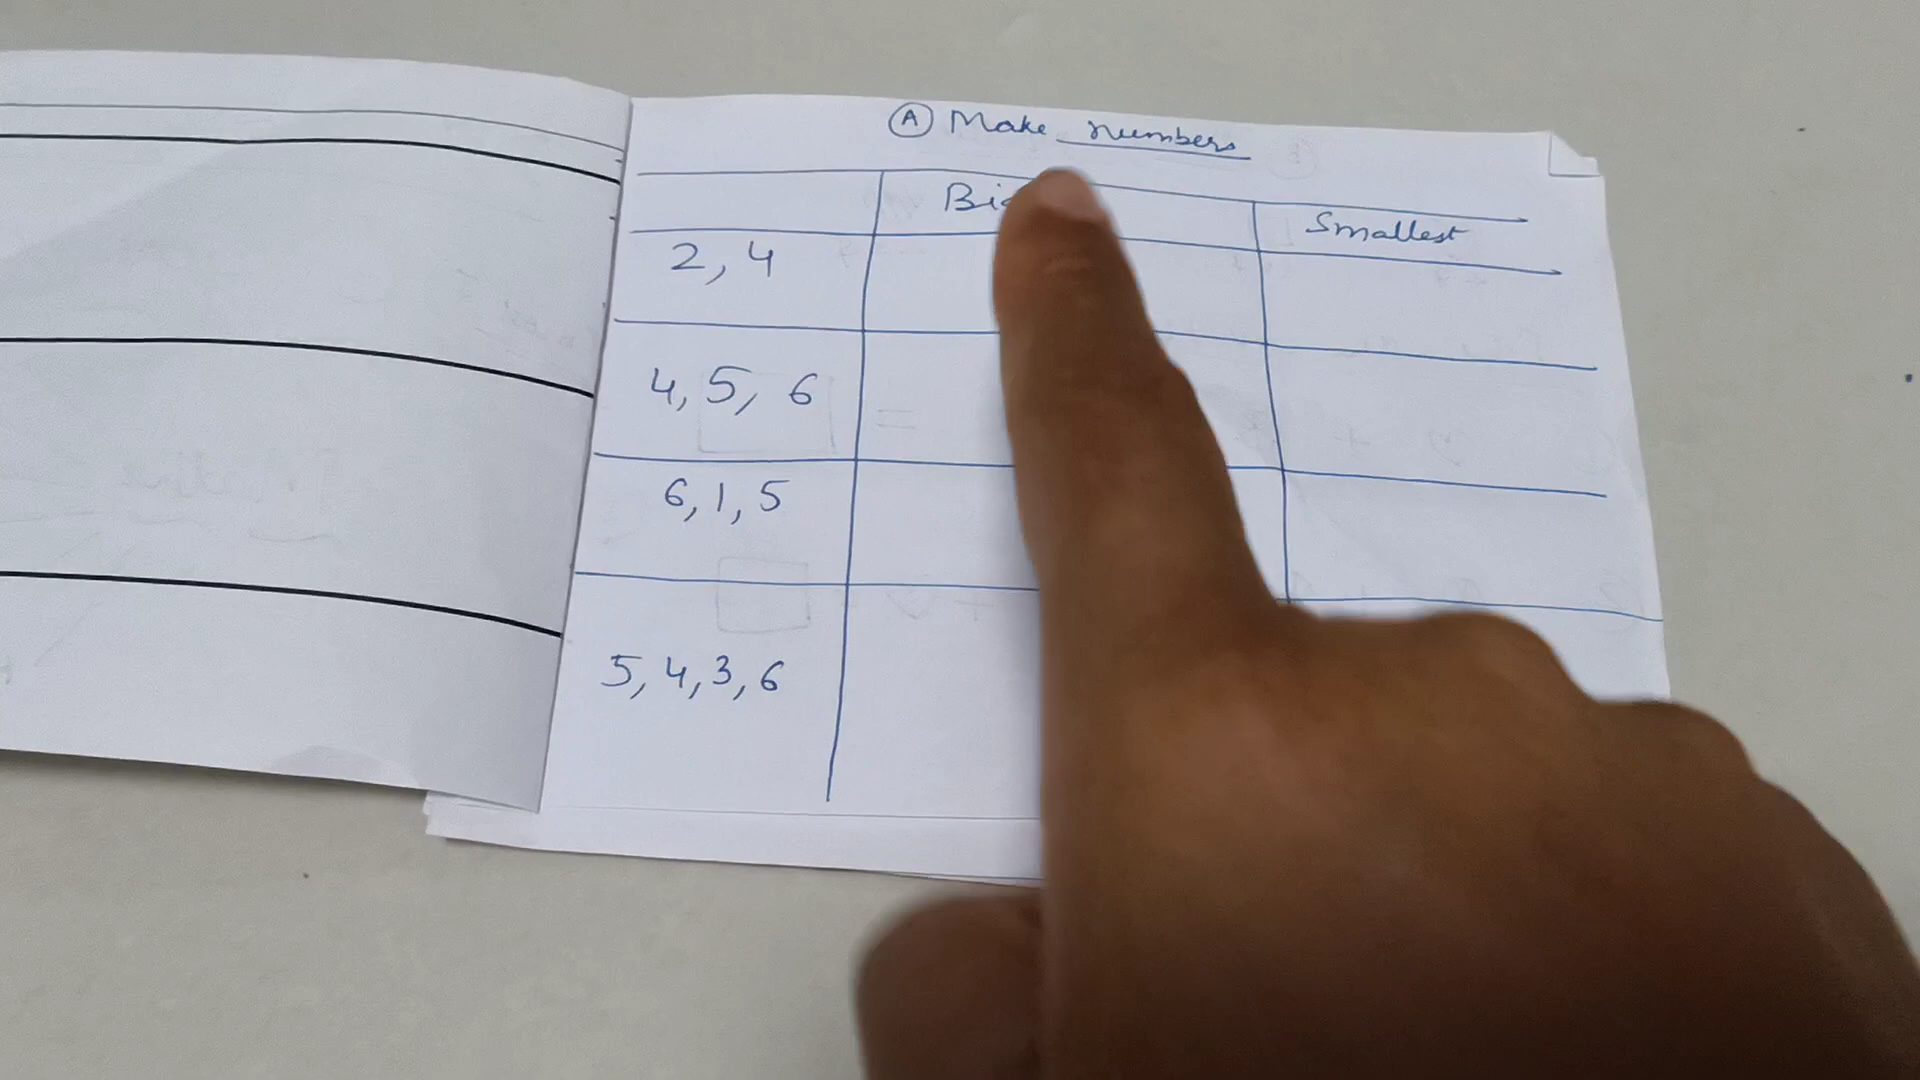 A Make numbers
Smallest
2, 4
4, 5, 6
6, 1, 5
5, 4, 3, 6